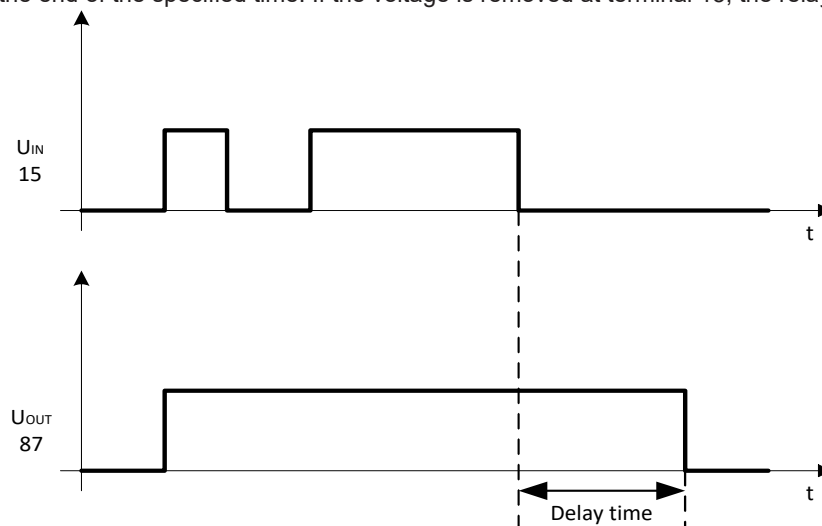 the end of the specified time. If the voltage is removed at terminal 15, the relay
UIN
15
t
UOUT
87
t
Delay time